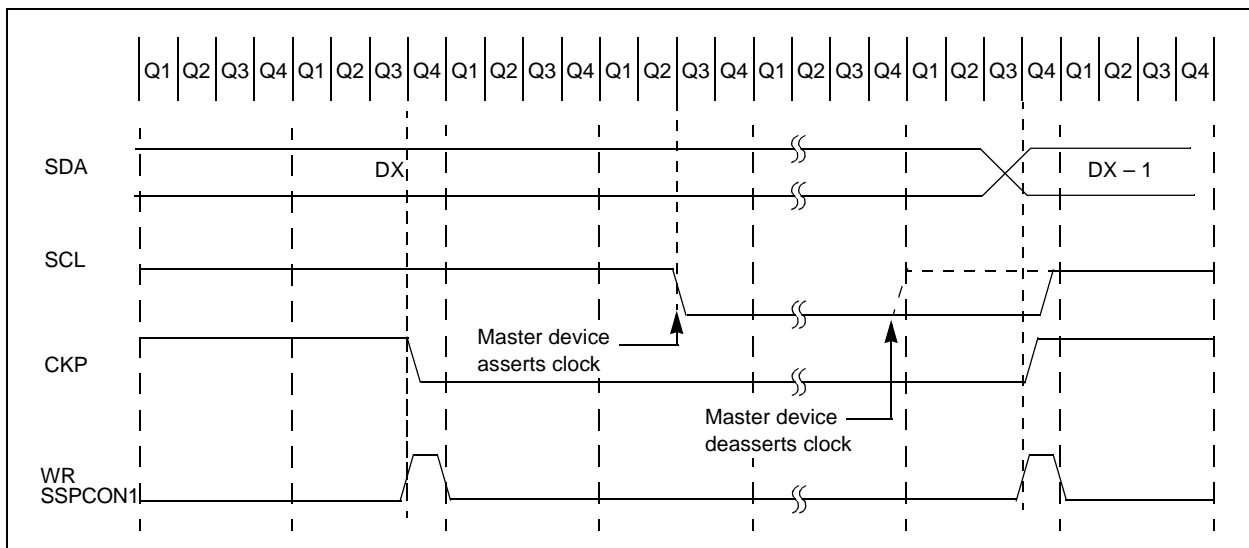 Q1 Q2 Q3 Q4 Q1 Q2 Q3 Q4 Q1 Q2 Q3 Q4 Q1 Q2 Q3 Q4 Q1 Q2 Q3 Q4 Q1 Q2 Q3 Q4 Q1 Q2 Q3 Q4
SDA
DX
DX – 1
SCL
Master device
asserts clock
CKP
Master device
deasserts clock
WR
SSPCON1